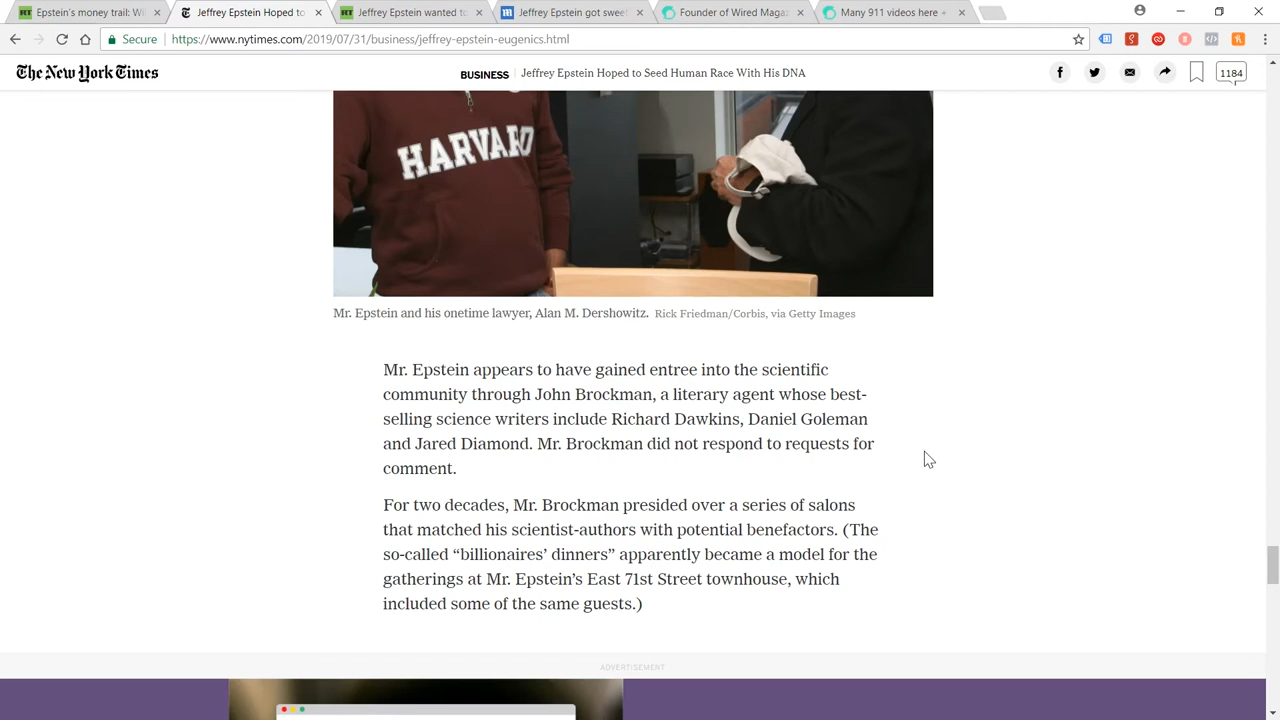 Epstein's money trail: Wil
Jeffrey Epstein Hoped to
Jeffrey Epstein wanted to
Jeffrey Epstein got swee
Founder of Wired Magaz
Many 911 videos here -
Secure
https://www.nytimes.com/2019/07/31/business/jeffrey-epstein-eugenics.html
The New York Times
BUSINESS | Jeffrey Epstein Hoped to Seed Human Race With His DNA
1184
HARVARD
Mr. Epstein and his onetime lawyer, Alan M. Dershowitz. Rick Friedman/Corbis, via Getty Images
Mr. Epstein appears to have gained entree into the scientific
community through John Brockman, a literary agent whose best-
selling science writers include Richard Dawkins, Daniel Goleman
and Jared Diamond. Mr. Brockman did not respond to requests for
comment.
For two decades, Mr. Brockman presided over a series of salons
that matched his scientist-authors with potential benefactors. (The
so-called “billionaires’ dinners” apparently became a model for the
gatherings at Mr. Epstein’s East 71st Street townhouse, which
included some of the same guests.)
ADVERTISEMENT